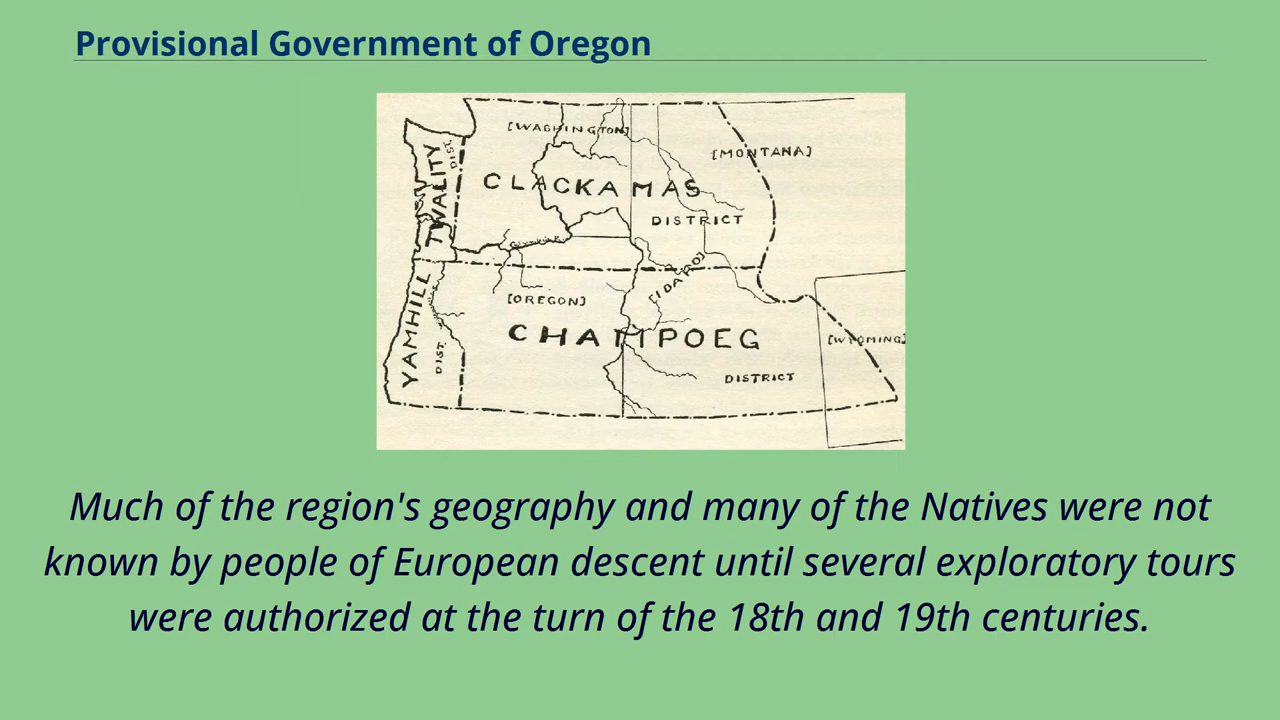 Provisional Government of Oregon
[WASHINGTON]
[MONTANA]
TWALITY
DIST.
CLACKAMAS
DISTRICT
[IDAHO]
[OREGON]
YAMHILL
DIST.
CHAMPOEG
DISTRICT
[WYOMING]
Much of the region's geography and many of the Natives were not
known by people of European descent until several exploratory tours
were authorized at the turn of the 18th and 19th centuries.